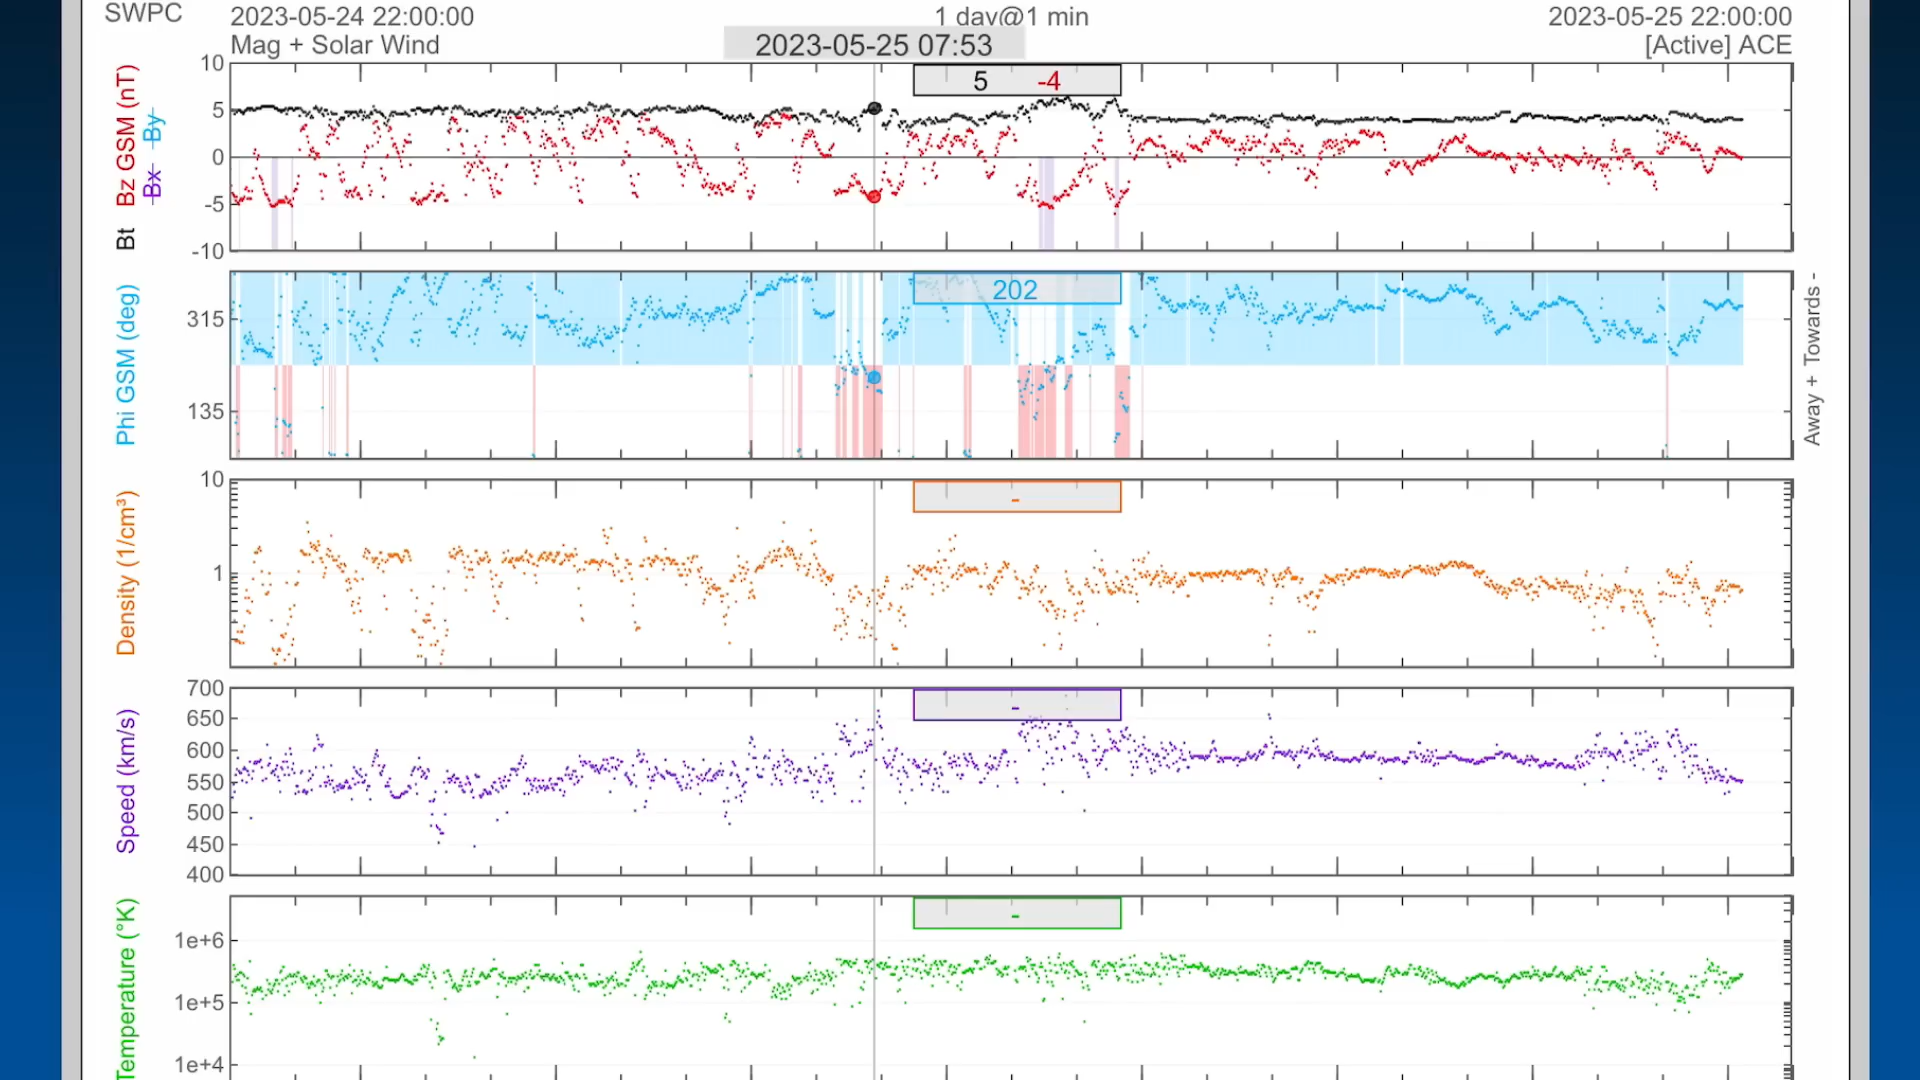 SWPC
2023-05-24 22:00:00
1 day@1 min
2023-05-25 22:00:00
Mag + Solar Wind
2023-05-25 07:53
[Active] ACE
Bt Bz GSM (nT)
Bx By
10
5
0
-5
-10
5 -4
Phi GSM (deg)
315
135
202
Away + Towards -
Density (1/cm³)
10
1
-
Speed (km/s)
700
650
600
550
500
450
400
-
Temperature (°K)
1e+6
1e+5
1e+4
-